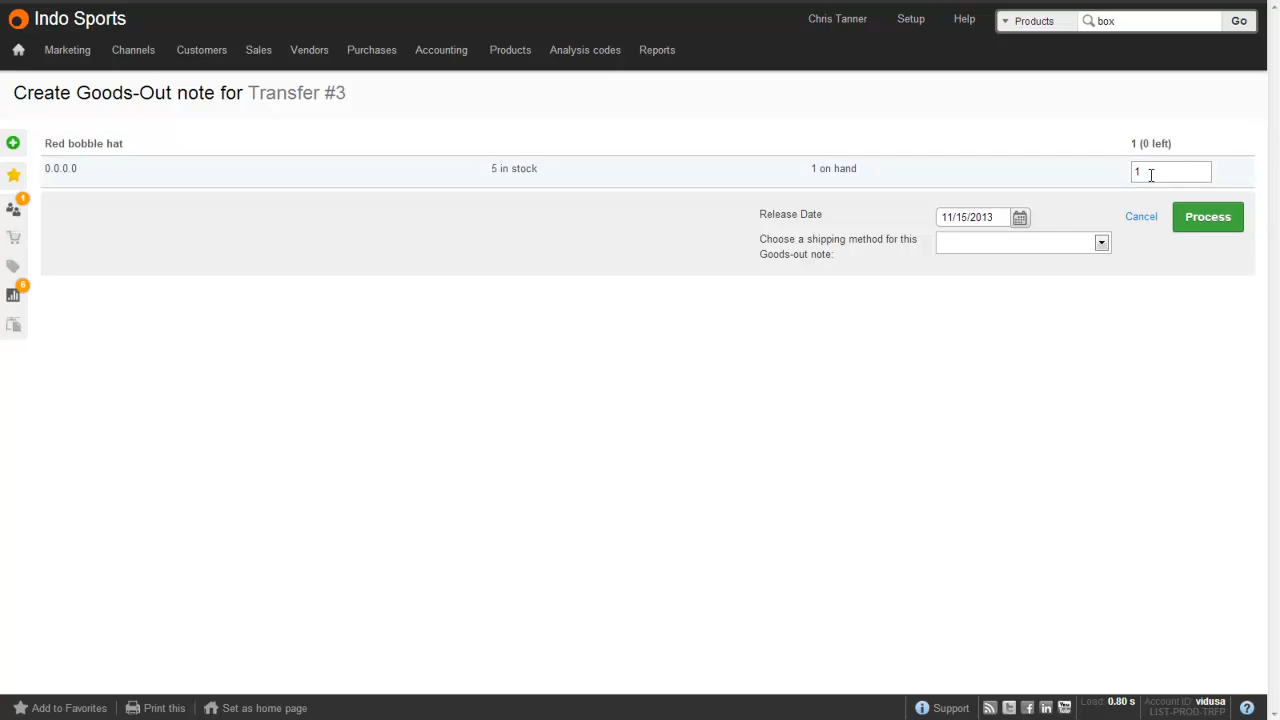 Indo Sports
Chris Tanner Setup Help Products box Go
Marketing Channels Customers Sales Vendors Purchases Accounting Products Analysis codes Reports
Create Goods-Out note for Transfer #3
Red bobble hat 1 (0 left)
0.0.0.0 5 in stock 1 on hand 1
1
Release Date 11/15/2013 Cancel Process
Choose a shipping method for this
Goods-out note:
6
Add to Favorites Print this Set as home page Support Load: 0.80 s Account ID: vidusa
LIST-PROD-TRFP